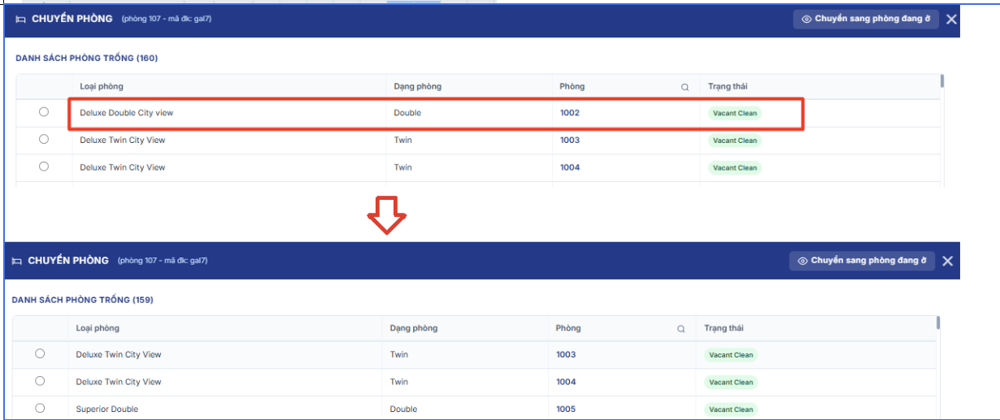 CHUYỂN PHÒNG (phòng 107 - mã đk: gal7) Chuyển sang phòng đang ở
DANH SÁCH PHÒNG TRỐNG (160)
Loại phòng Dạng phòng Phòng Trạng thái
Deluxe Double City view Double 1002 Vacant Clean
Deluxe Twin City View Twin 1003 Vacant Clean
Deluxe Twin City View Twin 1004 Vacant Clean
CHUYỂN PHÒNG (phòng 107 - mã đk: gal7) Chuyển sang phòng đang ở
DANH SÁCH PHÒNG TRỐNG (159)
Loại phòng Dạng phòng Phòng Trạng thái
Deluxe Twin City View Twin 1003 Vacant Clean
Deluxe Twin City View Twin 1004 Vacant Clean
Superior Double Double 1005 Vacant Clean